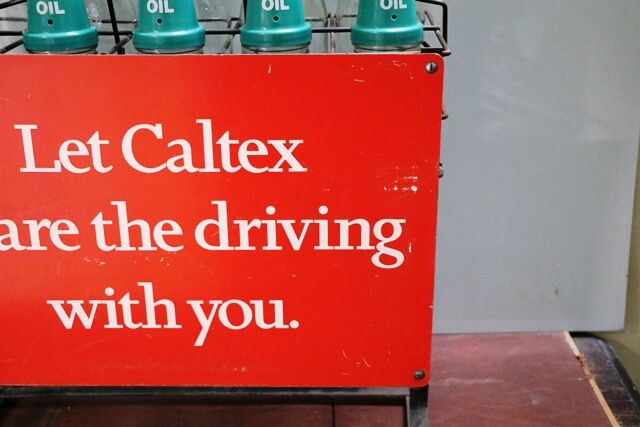 OIL OIL OIL OIL
Let Caltex
are the driving
with you.